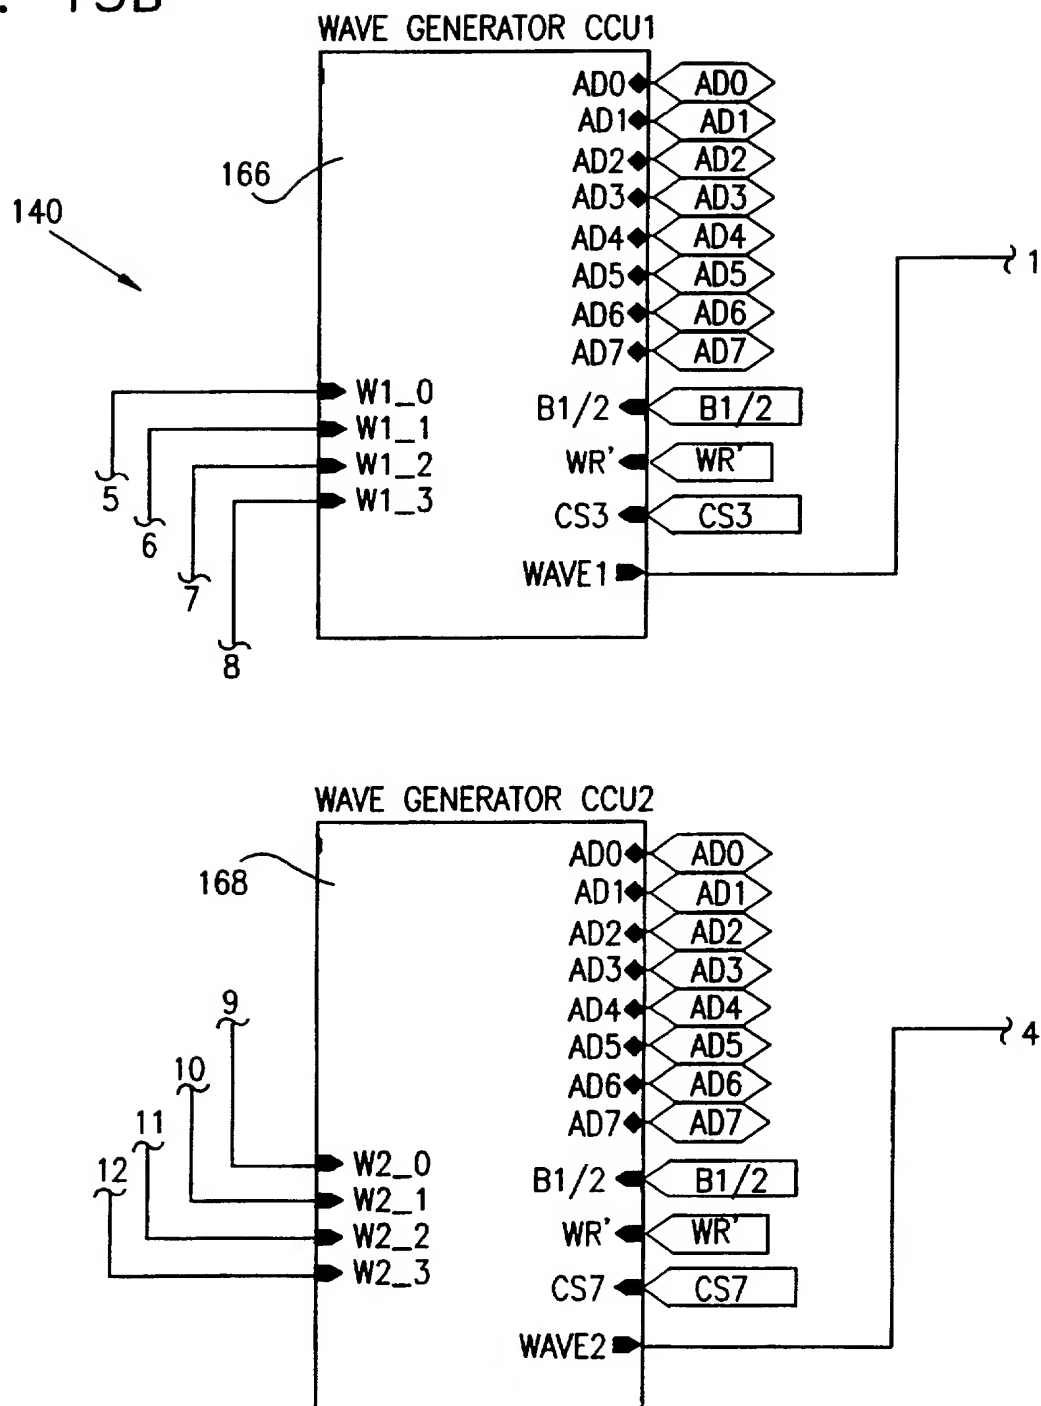 WAVE GENERATOR CCU1
AD0 AD0
AD1 AD1
AD2 AD2
166
AD3 AD3
140
AD4 AD4
AD5 AD5
1
AD6 AD6
AD7 AD7
W1_0
B1/2 B1/2
W1_1
W1_2
WR' WR'
5
W1_3
CS3 CS3
6
WAVE1
7
8
WAVE GENERATOR CCU2
AD0 AD0
168
AD1 AD1
AD2 AD2
AD3 AD3
9
AD4 AD4
4
AD5 AD5
10
AD6 AD6
11
AD7 AD7
12
W2_0
B1/2 B1/2
W2_1
W2_2
WR' WR'
W2_3
CS7 CS7
WAVE2